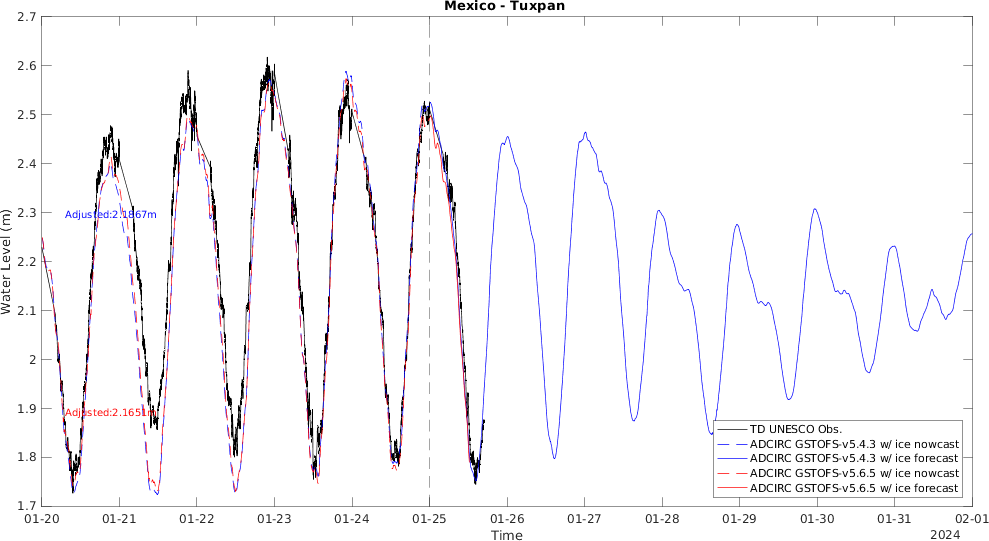 Mexico - Tuxpan
2.7
2.6
2.5
2.4
2.3
2.2
2.1
2
1.9
1.8
1.7
Water Level (m)
Adjusted:2.1867m
Adjusted:2.1651m
TD UNESCO Obs.
ADCIRC GSTOFS-v5.4.3 w/ ice nowcast
ADCIRC GSTOFS-v5.4.3 w/ ice forecast
ADCIRC GSTOFS-v5.6.5 w/ ice nowcast
ADCIRC GSTOFS-v5.6.5 w/ ice forecast
01-20 01-21 01-22 01-23 01-24 01-25 01-26 01-27 01-28 01-29 01-30 01-31 02-01
Time
2024